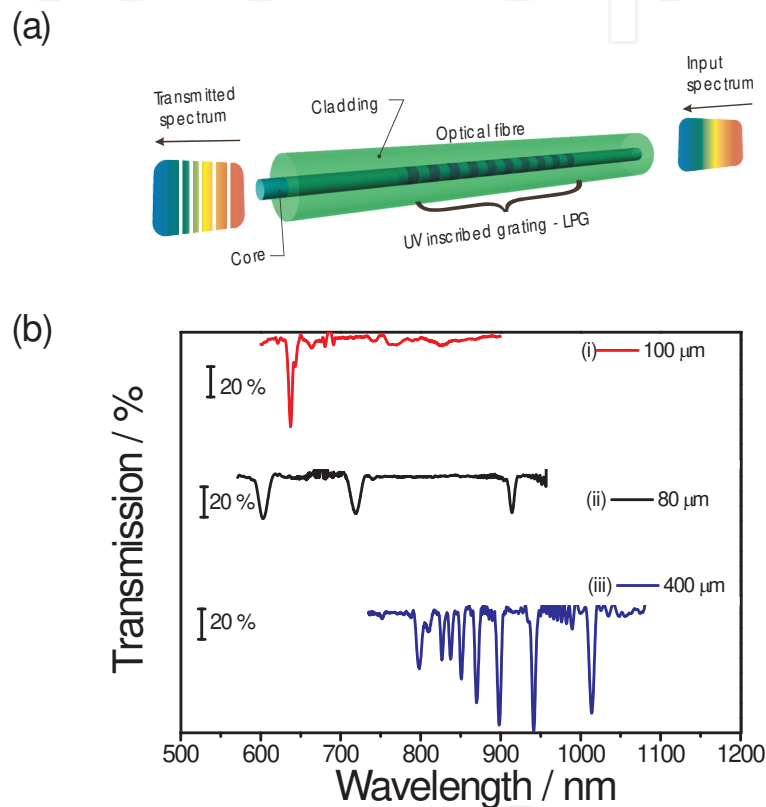 (a)
Transmitted
spectrum
Cladding
Optical fibre
Input
spectrum
Core
UV inscribed grating - LPG
(b)
Transmission / %
20 %
(i) 100 μm
20 %
(ii) 80 μm
20 %
(iii) 400 μm
500 600 700 800 900 1000 1100 1200
Wavelength / nm